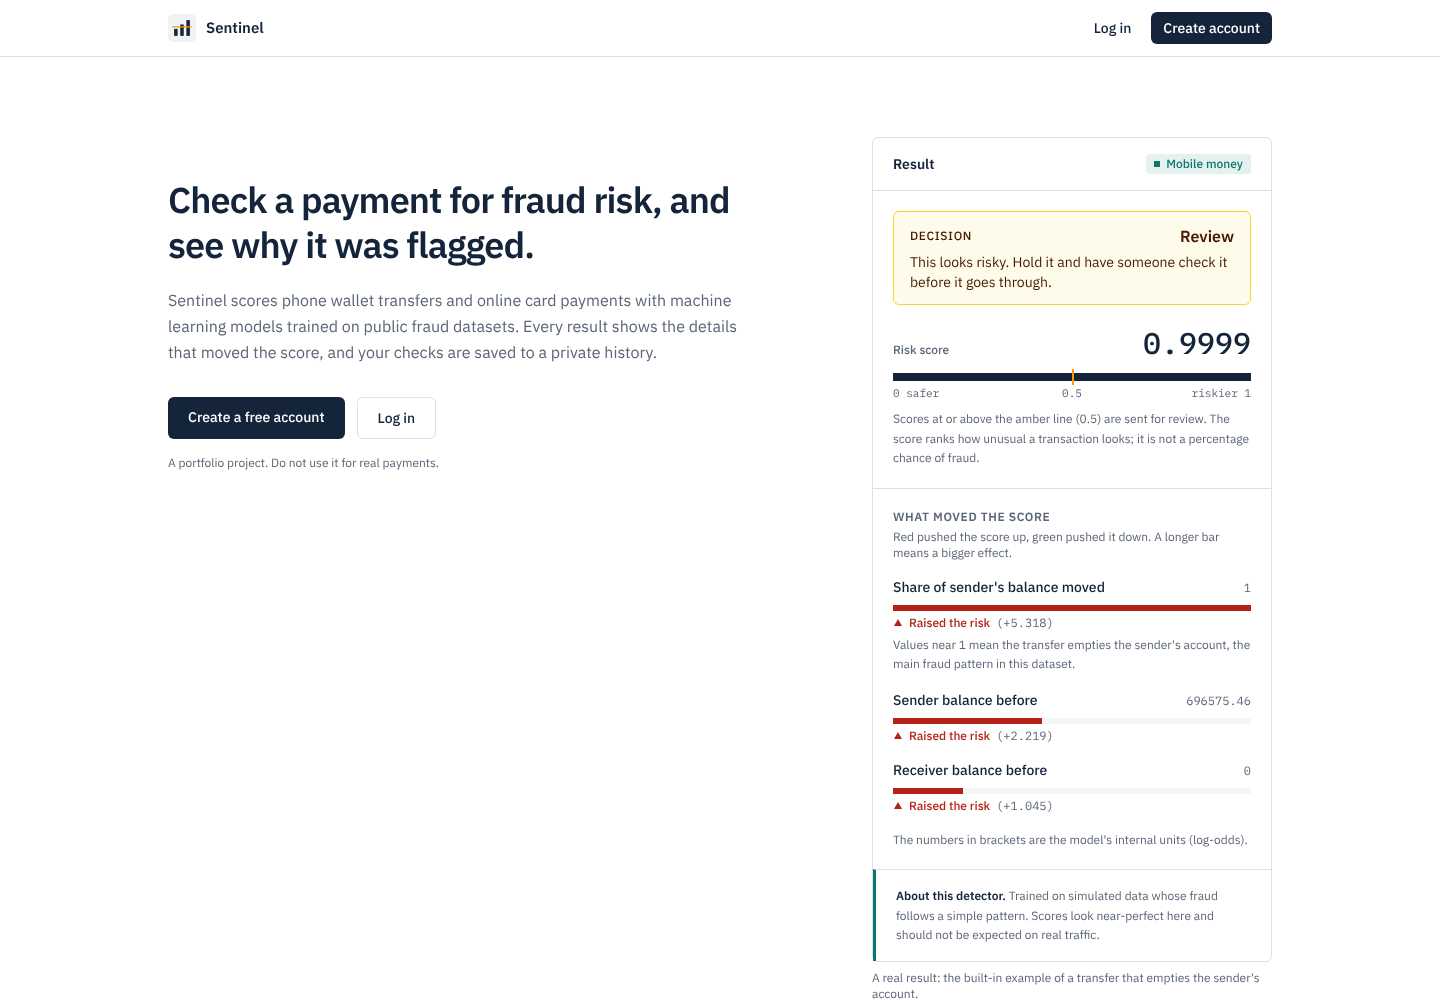 Sentinel
Log in
Create account
Check a payment for fraud risk, and
see why it was flagged.
Sentinel scores phone wallet transfers and online card payments with machine
learning models trained on public fraud datasets. Every result shows the details
that moved the score, and your checks are saved to a private history.
Create a free account
Log in
A portfolio project. Do not use it for real payments.
Result
Mobile money
DECISION
Review
This looks risky. Hold it and have someone check it
before it goes through.
Risk score
0.9999
0 safer
0.5
riskier 1
Scores at or above the amber line (0.5) are sent for review. The
score ranks how unusual a transaction looks; it is not a percentage
chance of fraud.
WHAT MOVED THE SCORE
Red pushed the score up, green pushed it down. A longer bar
means a bigger effect.
Share of sender's balance moved
1
Raised the risk (+5.318)
Values near 1 mean the transfer empties the sender's account, the
main fraud pattern in this dataset.
Sender balance before
696575.46
Raised the risk (+2.219)
Receiver balance before
0
Raised the risk (+1.045)
The numbers in brackets are the model's internal units (log-odds).
About this detector. Trained on simulated data whose fraud
follows a simple pattern. Scores look near-perfect here and
should not be expected on real traffic.
A real result: the built-in example of a transfer that empties the sender's
account.